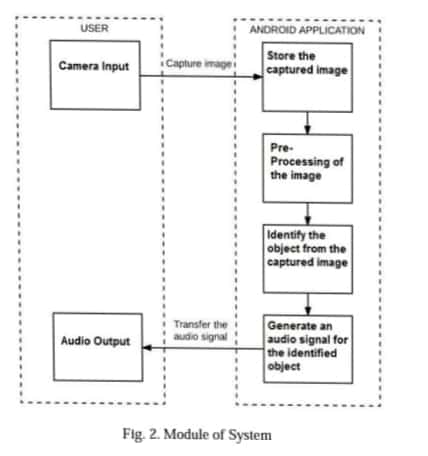 USER
ANDROID APPLICATION
Camera Input
Capture image
Store the
captured image
Pre-
Processing of
the image
Identify the
object from the
captured image
Audio Output
Transfer the
audio signal
Generate an
audio signal for
the identified
object
Fig. 2. Module of System